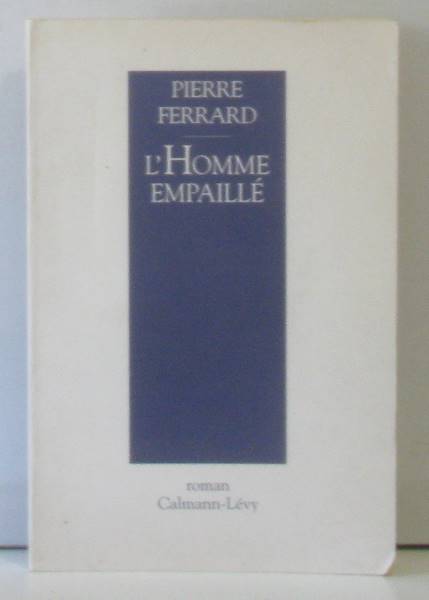 PIERRE
FERRARD
L'HOMME
EMPAILLÉ
roman
Calmann-Lévy